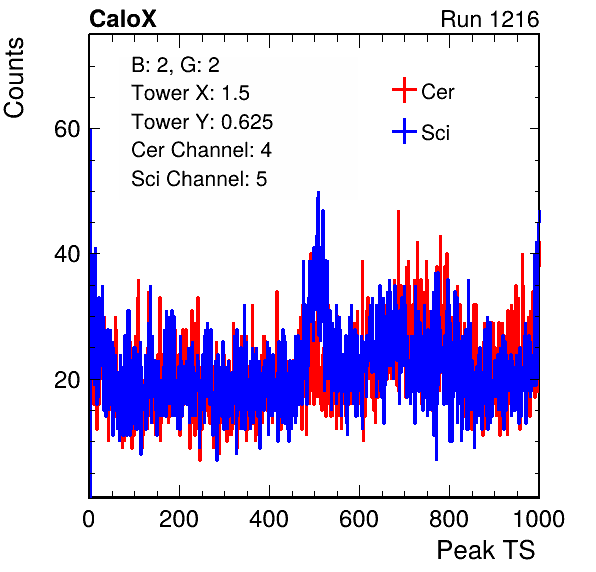 CaloX Run 1216
Counts
B: 2, G: 2
Tower X: 1.5
Tower Y: 0.625
Cer Channel: 4
Sci Channel: 5
Cer
Sci
60
40
20
0 200 400 600 800 1000
Peak TS